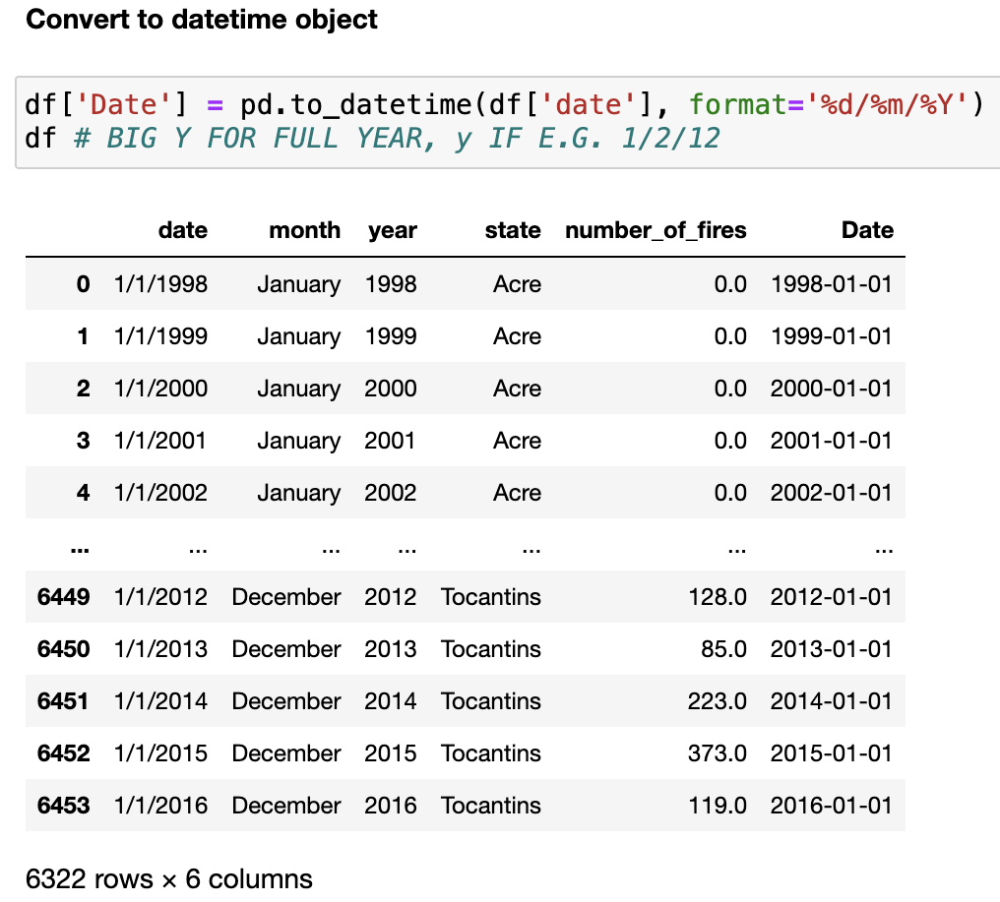 Convert to datetime object
df['Date'] = pd.to_datetime(df['date'], format='%d/%m/%Y')
df # BIG Y FOR FULL YEAR, y IF E.G. 1/2/12
date month year state number_of_fires Date
0 1/1/1998 January 1998 Acre 0.0 1998-01-01
1 1/1/1999 January 1999 Acre 0.0 1999-01-01
2 1/1/2000 January 2000 Acre 0.0 2000-01-01
3 1/1/2001 January 2001 Acre 0.0 2001-01-01
4 1/1/2002 January 2002 Acre 0.0 2002-01-01
... ... ... ... ... ... ...
6449 1/1/2012 December 2012 Tocantins 128.0 2012-01-01
6450 1/1/2013 December 2013 Tocantins 85.0 2013-01-01
6451 1/1/2014 December 2014 Tocantins 223.0 2014-01-01
6452 1/1/2015 December 2015 Tocantins 373.0 2015-01-01
6453 1/1/2016 December 2016 Tocantins 119.0 2016-01-01
6322 rows × 6 columns